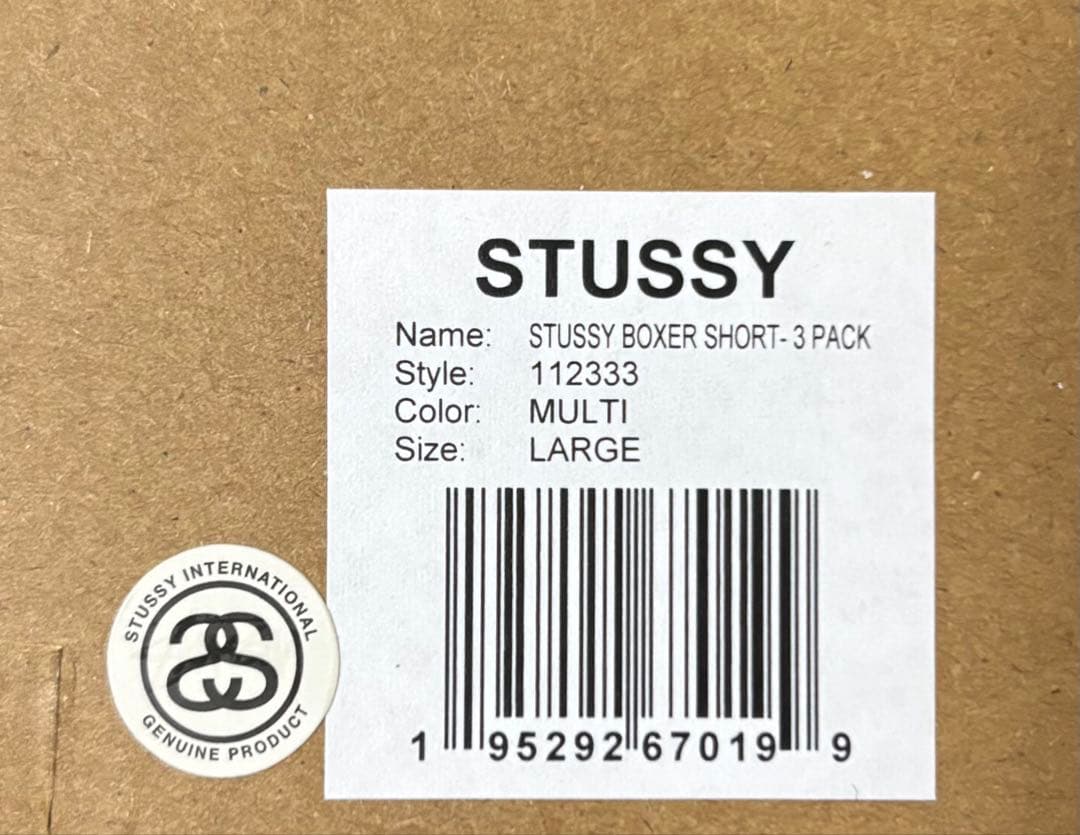 STUSSY
Name: STUSSY BOXER SHORT- 3 PACK
Style: 112333
Color: MULTI
Size: LARGE
1 95292 67019 9
STUSSY INTERNATIONAL
GENUINE PRODUCT